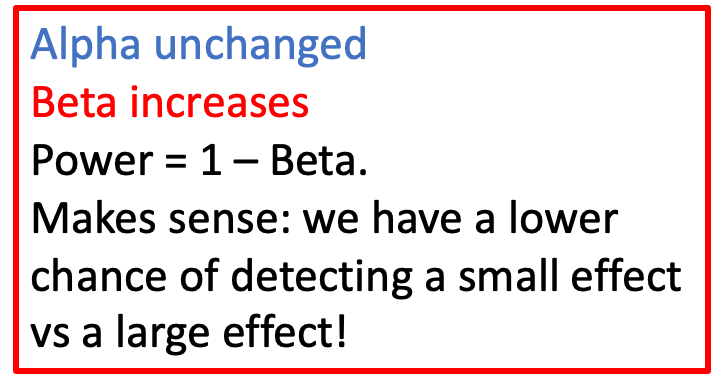 Alpha unchanged
Beta increases
Power = 1 – Beta.
Makes sense: we have a lower
chance of detecting a small effect
vs a large effect!